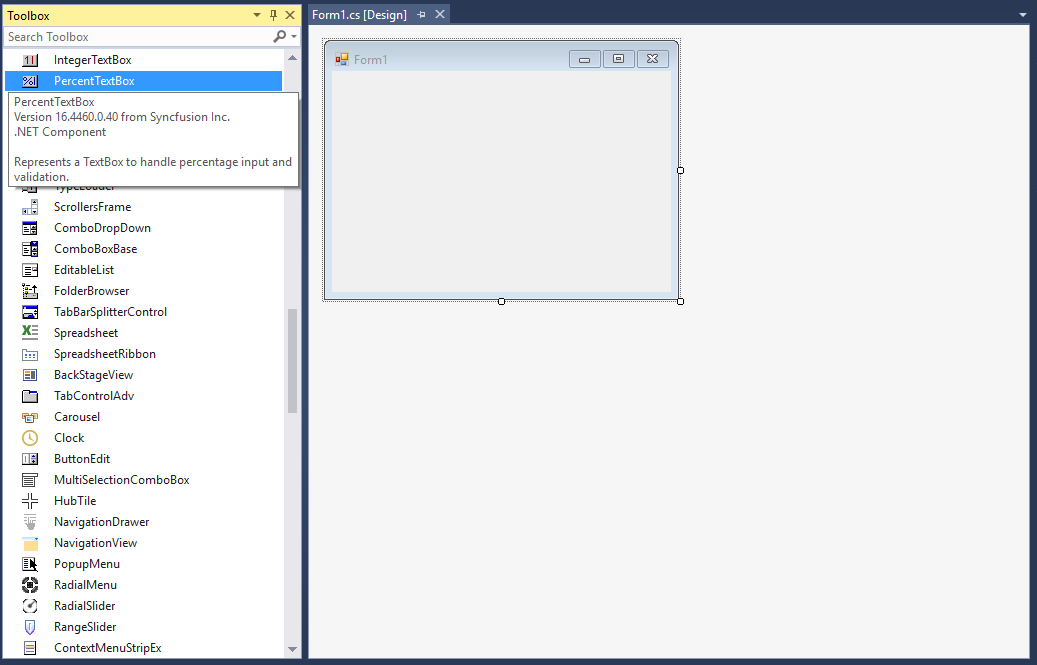 Toolbox
Search Toolbox
IntegerTextBox
PercentTextBox
PercentTextBox
Version 16.4460.0.40 from Syncfusion Inc.
.NET Component
Represents a TextBox to handle percentage input and
validation.
TypeLoader
ScrollersFrame
ComboDropDown
ComboBoxBase
EditableList
FolderBrowser
TabBarSplitterControl
Spreadsheet
SpreadsheetRibbon
BackStageView
TabControlAdv
Carousel
Clock
ButtonEdit
MultiSelectionComboBox
HubTile
NavigationDrawer
NavigationView
PopupMenu
RadialMenu
RadialSlider
RangeSlider
ContextMenuStripEx
Form1.cs [Design]
Form1